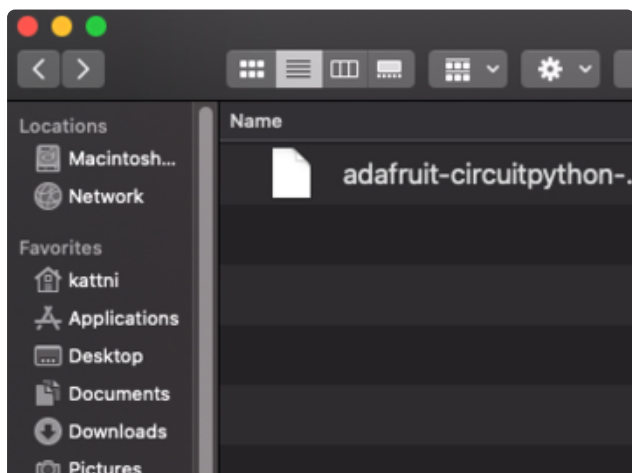 Locations
Macintosh...
Network
Favorites
kattni
Applications
Desktop
Documents
Downloads
Pictures
Name
adafruit-circuitpython-.